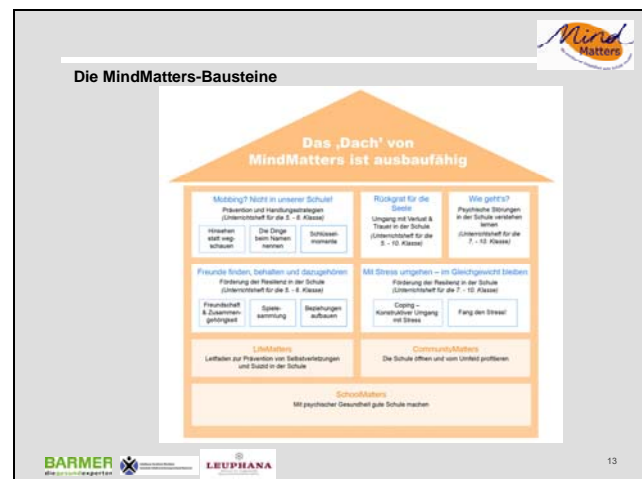 Mind
Matters
Die MindMatters-Bausteine
Das ‚Dach' von
MindMatters ist ausbaufähig
Mobbing? Nicht in unserer Schule!
Prävention und Handlungsstrategien
(Unterrichtsheft für die 5. - 8. Klasse)
Hinsehen
statt weg-
schauen
Die Dinge
beim Namen
nennen
Schlüssel-
momente
Rückgrat für die
Seele
Umgang mit Verlust &
Trauer in der Schule
(Unterrichtsheft für die
5. - 10. Klasse)
Wie geht's?
Psychische Störungen
in der Schule verstehen
lernen
(Unterrichtsheft für die
7. - 10. Klasse)
Freunde finden, behalten und dazugehören
Förderung der Resilienz in der Schule
(Unterrichtsheft für die 5. - 8. Klasse)
Freundschaft
& Zusammen-
gehörigkeit
Spiele-
sammlung
Beziehungen
aufbauen
Mit Stress umgehen – im Gleichgewicht bleiben
Förderung der Resilienz in der Schule
(Unterrichtsheft für die 7. - 10. Klasse)
Coping –
Konstruktiver Umgang
mit Stress
Fang den Stress!
LifeMatters
Leitfaden zur Prävention von Selbstverletzungen
und Suizid in der Schule
CommunityMatters
Die Schule öffnen und vom Umfeld profitieren
SchoolMatters
Mit psychischer Gesundheit gute Schule machen
BARMER
die gesundexperten
LEUPHANA
13